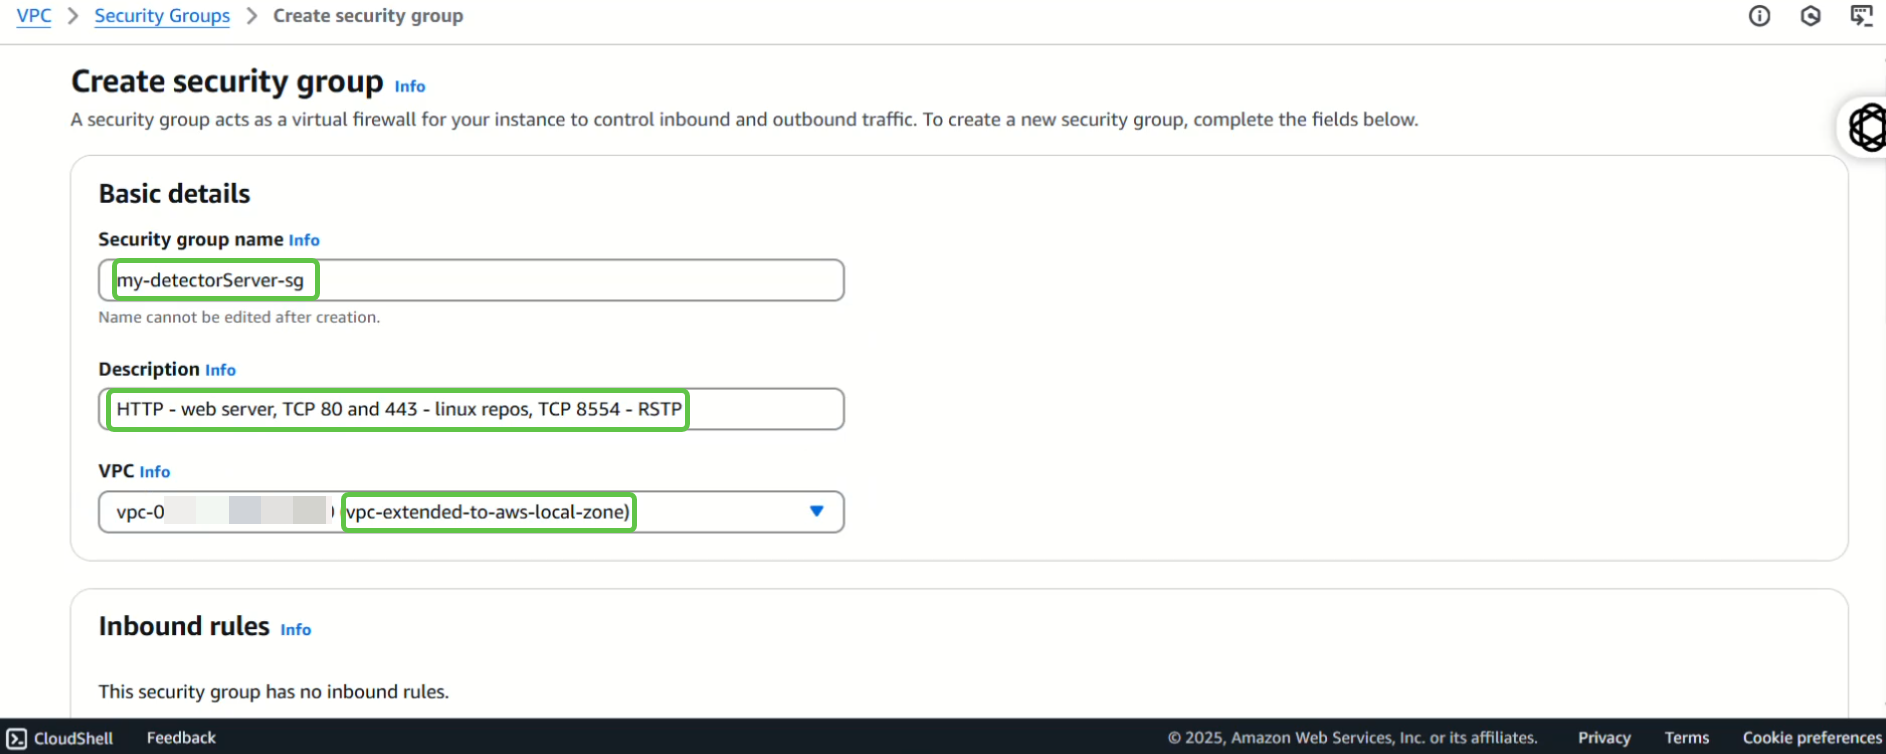 VPC > Security Groups > Create security group
Create security group Info
A security group acts as a virtual firewall for your instance to control inbound and outbound traffic. To create a new security group, complete the fields below.
Basic details
Security group name Info
my-detectorServer-sg
Name cannot be edited after creation.
Description Info
HTTP - web server, TCP 80 and 443 - linux repos, TCP 8554 - RSTP
VPC Info
vpc-0 (vpc-extended-to-aws-local-zone)
Inbound rules Info
This security group has no inbound rules.
CloudShell Feedback © 2025, Amazon Web Services, Inc. or its affiliates. Privacy Terms Cookie preferences